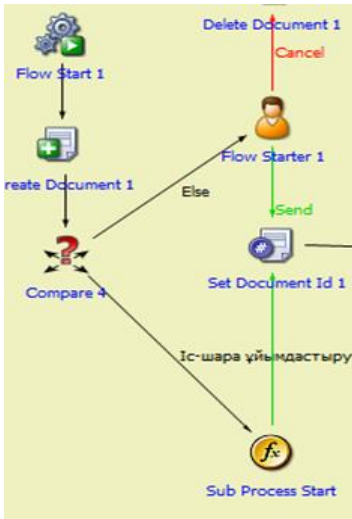 Delete Document 1
Cancel
Flow Start 1
Flow Starter 1
reate Document 1
Else
Send
Compare 4
Set Document Id 1
Іс-шара ұйымдастыру
fx
Sub Process Start